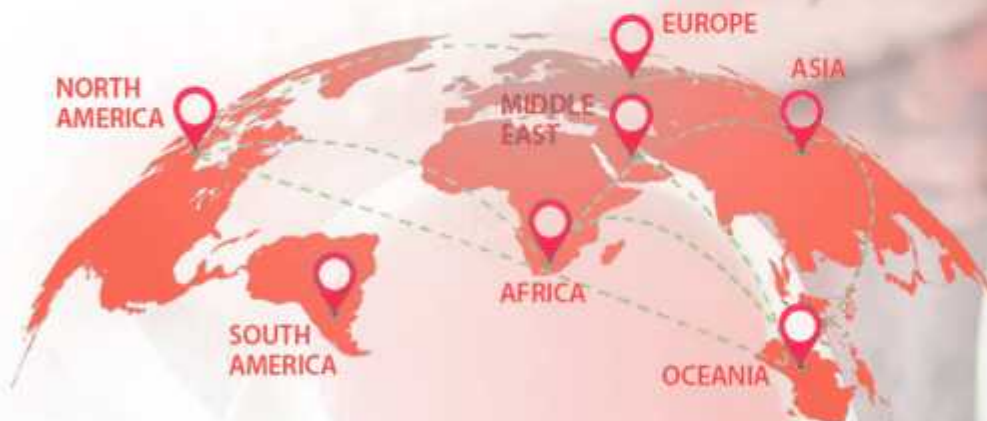 EUROPE
ASIA
NORTH
AMERICA
MIDDLE
EAST
AFRICA
SOUTH
AMERICA
OCEANIA